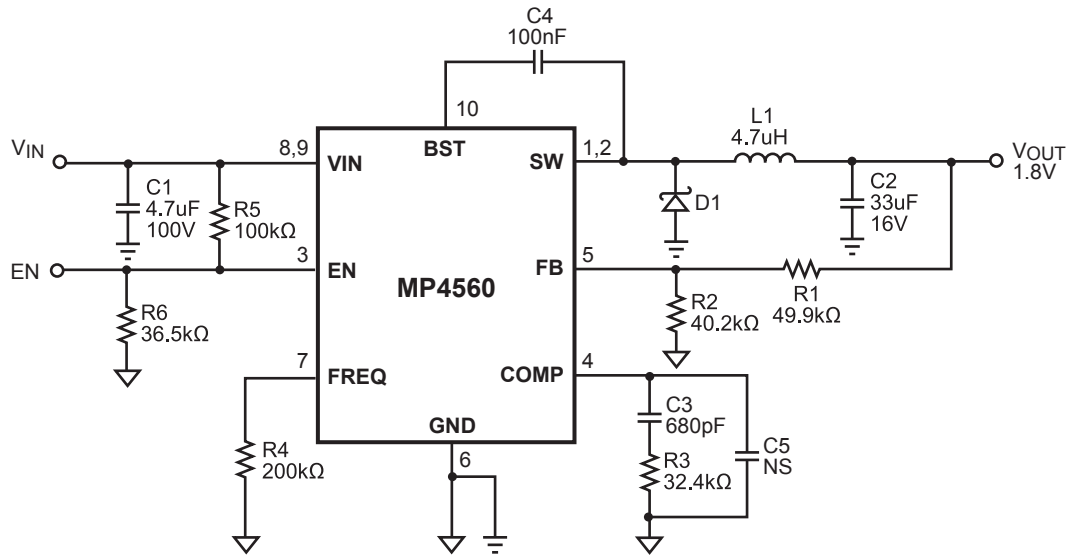 C4
100nF
10
BST
L1
4.7uH
VIN
8,9
VIN
SW
1,2
VOUT
1.8V
C1
4.7uF
100V
R5
100kΩ
D1
C2
33uF
16V
EN
3
EN
MP4560
FB
5
R1
49.9kΩ
R6
36.5kΩ
R2
40.2kΩ
7
FREQ
COMP
4
GND
6
R4
200kΩ
C3
680pF
R3
32.4kΩ
C5
NS